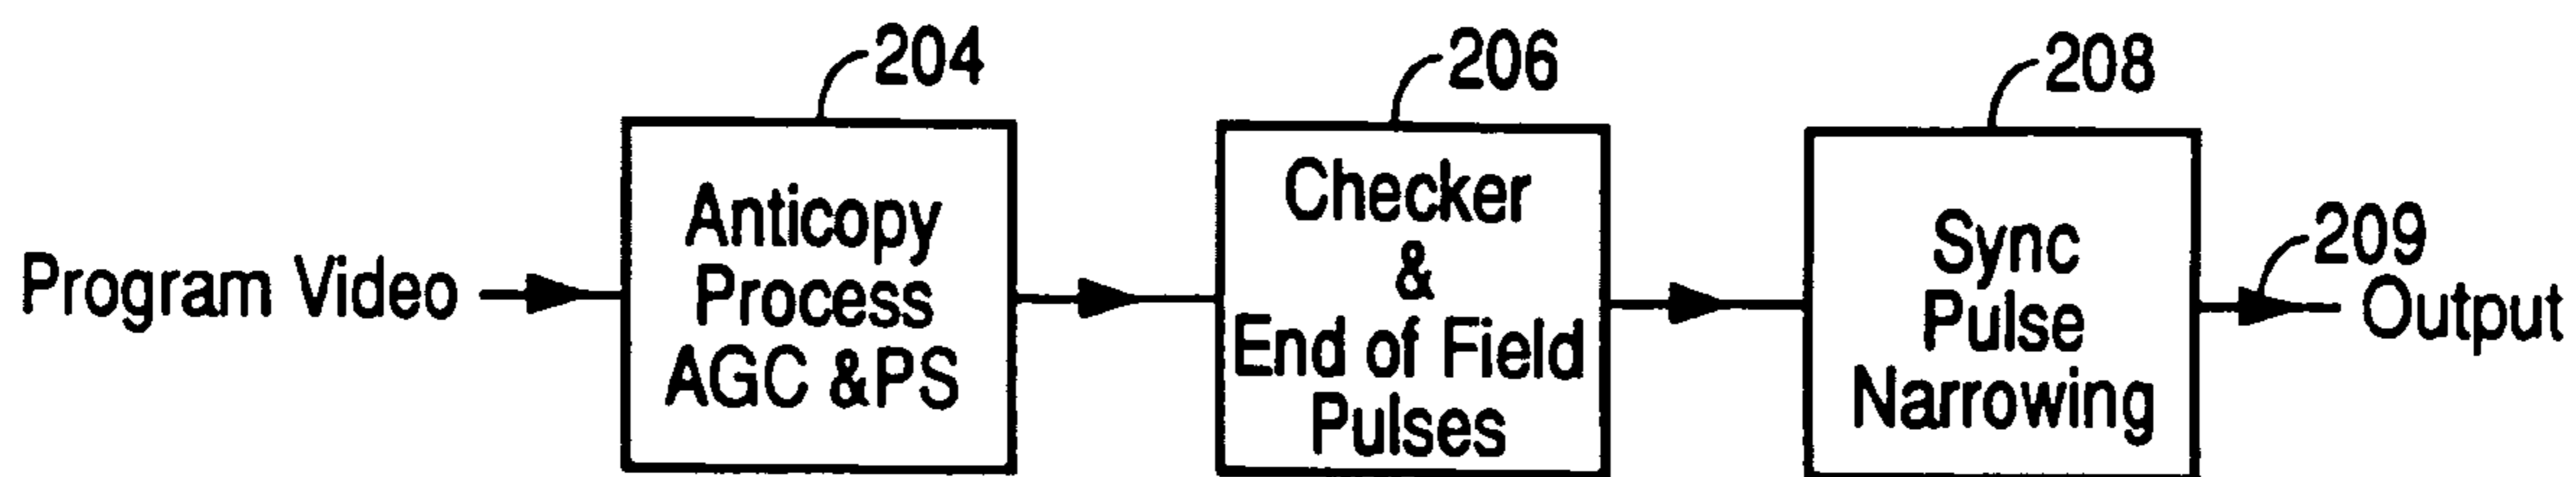 204
206
208
Program Video
Anticopy
Process
AGC &PS
Checker
&
End of Field
Pulses
Sync
Pulse
Narrowing
209
Output